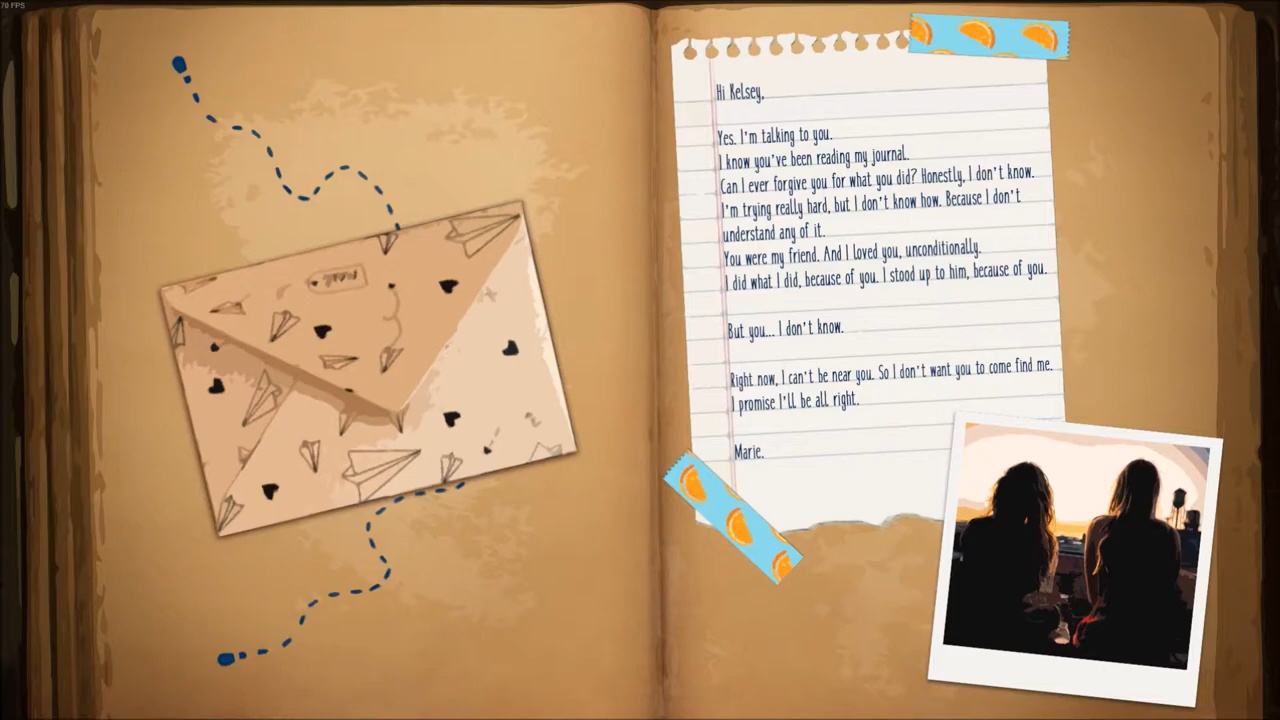 70 FPS
Hi Kelsey,
Yes. I'm talking to you.
I know you've been reading my journal.
Can I ever forgive you for what you did? Honestly, I don't know.
I'm trying really hard, but I don't know how. Because I don't
understand any of it.
You were my friend. And I loved you, unconditionally.
I did what I did, because of you. I stood up to him, because of you.
But you... I don't know.
Right now, I can't be near you. So I don't want you to come find me.
I promise I'll be all right.
Marie.